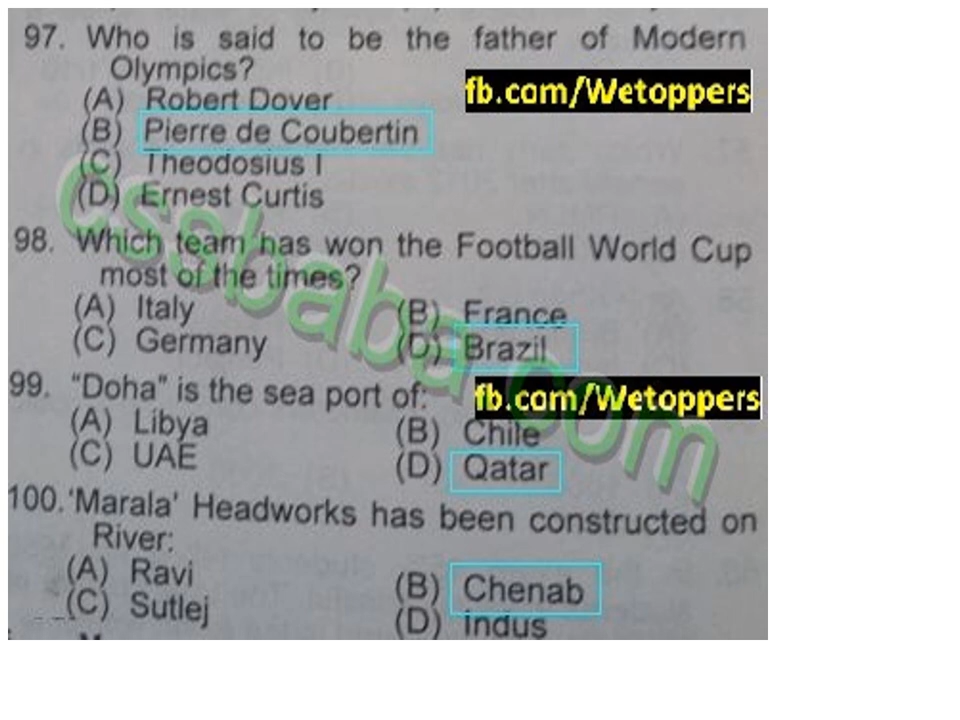 97. Who is said to be the father of Modern
Olympics?
fb.com/Wetoppers
(A) Robert Dover
(B) Pierre de Coubertin
(C) Theodosius I
(D) Ernest Curtis
98. Which team has won the Football World Cup
most of the times?
(A) Italy (B) France
(C) Germany (D) Brazil
99. "Doha" is the sea port of:
fb.com/Wetoppers
(A) Libya (B) Chile
(C) UAE (D) Qatar
100. 'Marala' Headworks has been constructed on
River:
(A) Ravi (B) Chenab
(C) Sutlej (D) Indus
cssbaba.com